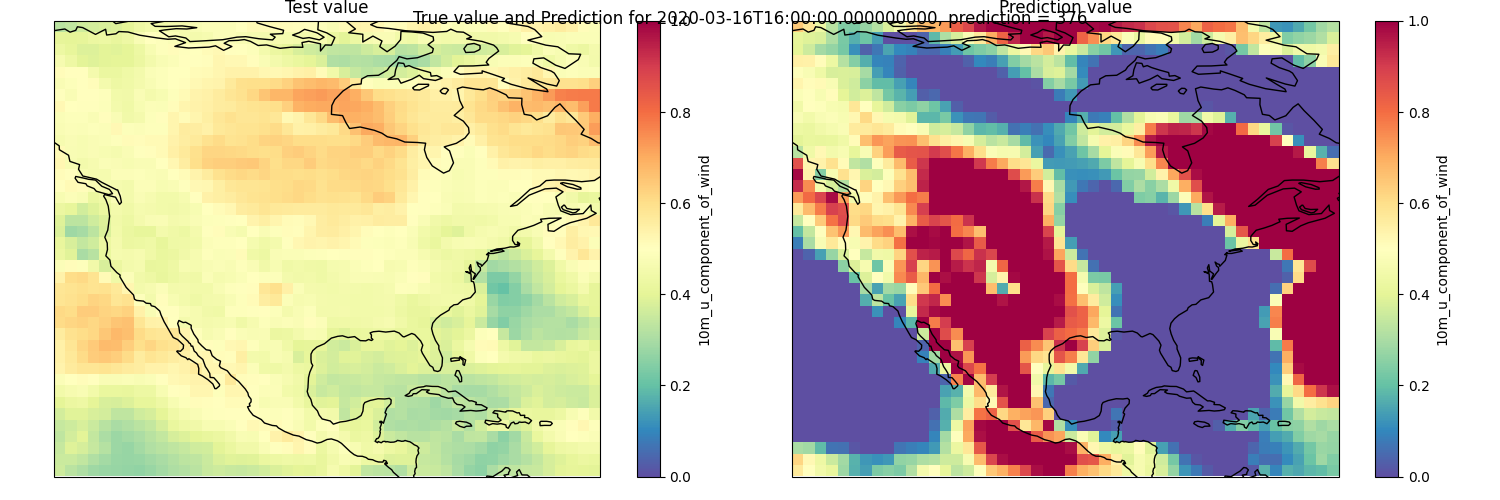 Test value
Prediction value
True value and Prediction for 2020-03-16T16:00:00.000000000, prediction = 376
1.0
0.8
0.6
0.4
0.2
0.0
10m_u_component_of_wind
1.0
0.8
0.6
0.4
0.2
0.0
10m_u_component_of_wind